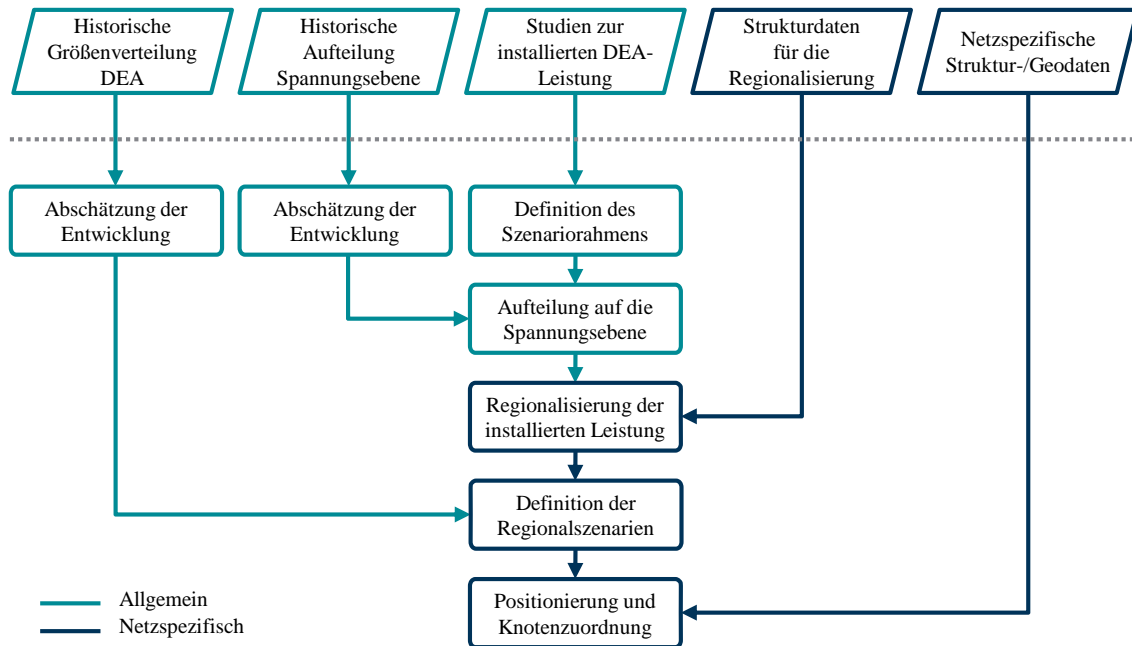 Historische
Größenverteilung
DEA
Historische
Aufteilung
Spannungsebene
Studien zur
installierten DEA-
Leistung
Strukturdaten
für die
Regionalisierung
Netzspezifische
Struktur-/Geodaten
Abschätzung der
Entwicklung
Abschätzung der
Entwicklung
Definition des
Szenariorahmens
Aufteilung auf die
Spannungsebene
Regionalisierung der
installierten Leistung
Definition der
Regionalszenarien
Positionierung und
Knotenzuordnung
Allgemein
Netzspezifisch